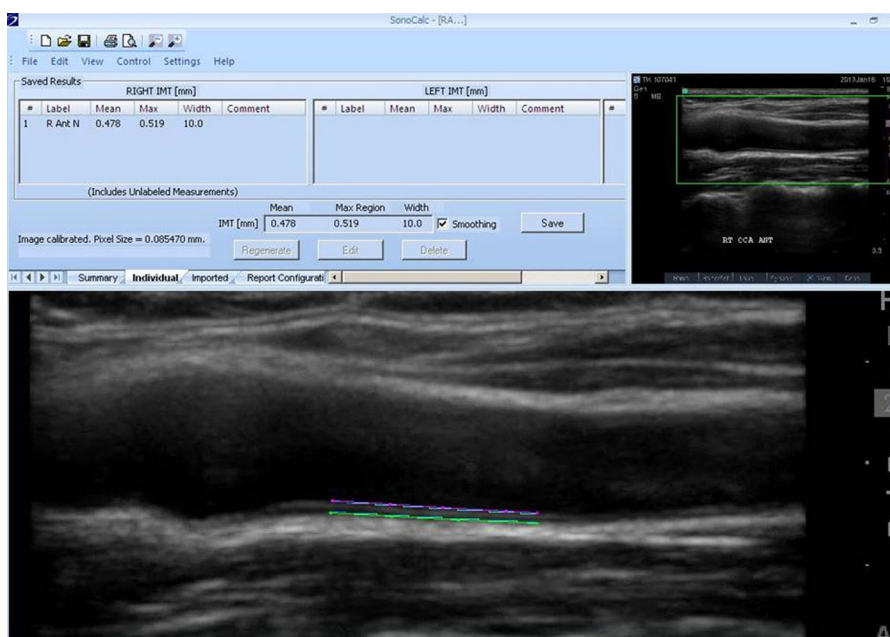 SonoCalc - [RA...]
File Edit View Control Settings Help
Saved Results
RIGHT IMT [mm] LEFT IMT [mm]
# Label Mean Max Width Comment # Label Mean Max Width Comment #
1 R Ant N 0.478 0.519 10.0
(Includes Unlabeled Measurements)
Mean Max Region Width
IMT [mm] 0.478 0.519 10.0 Smoothing Save
Image calibrated. Pixel Size = 0.085470 mm.
Regenerate Edit Delete
Summary Individual Imported Report Configurati
RT CCA ANT
3.3
2